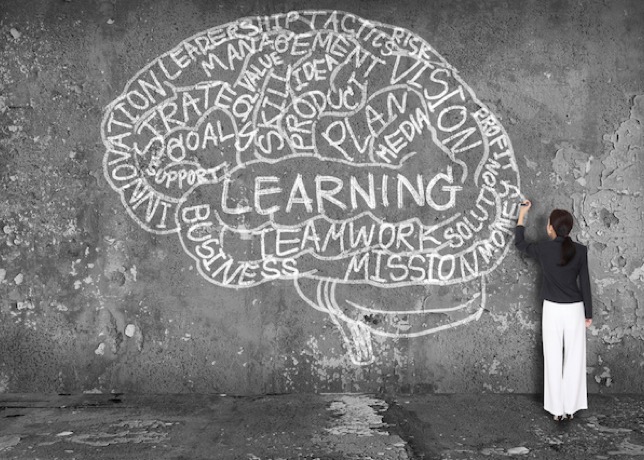 LEADERSHIP TACTICS RISE
INNOVATION
MANAGEMENT
VALUE
IDEA
STRATE
SKILL
PRODUCT
VISION
GOAL
PLAN
MEDIA
PROFIT
SUPPORT
LEARNING
SOLUTION
BUSINESS
TEAMWORK
MISSION
MONEY